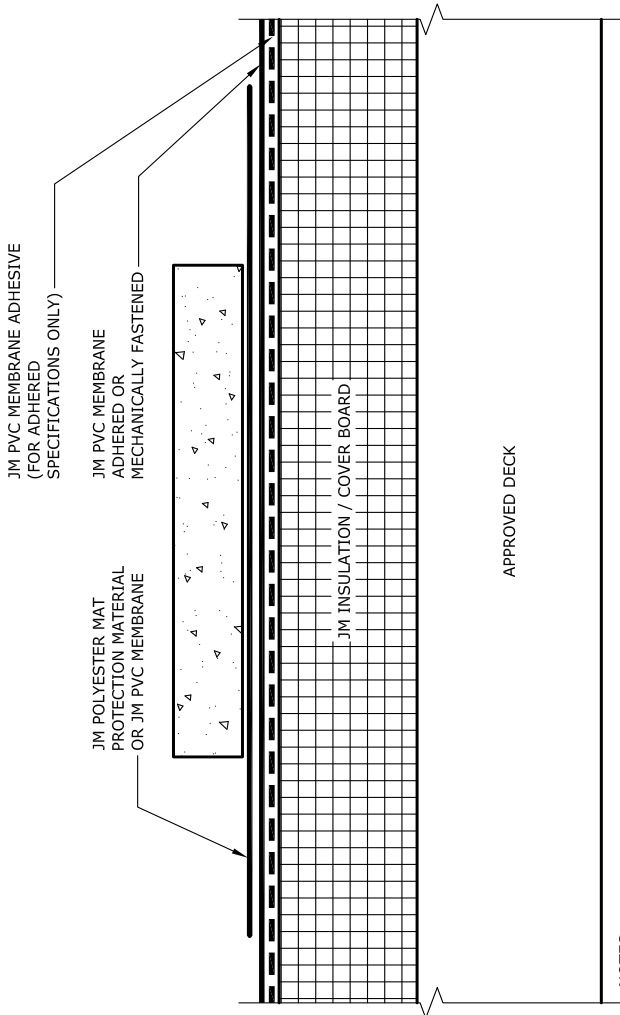 JM PVC MEMBRANE ADHESIVE
(FOR ADHERED
SPECIFICATIONS ONLY)
JM PVC MEMBRANE
ADHERED OR
MECHANICALLY FASTENED
JM POLYESTER MAT
PROTECTION MATERIAL
OR JM PVC MEMBRANE
JM INSULATION / COVER BOARD
APPROVED DECK